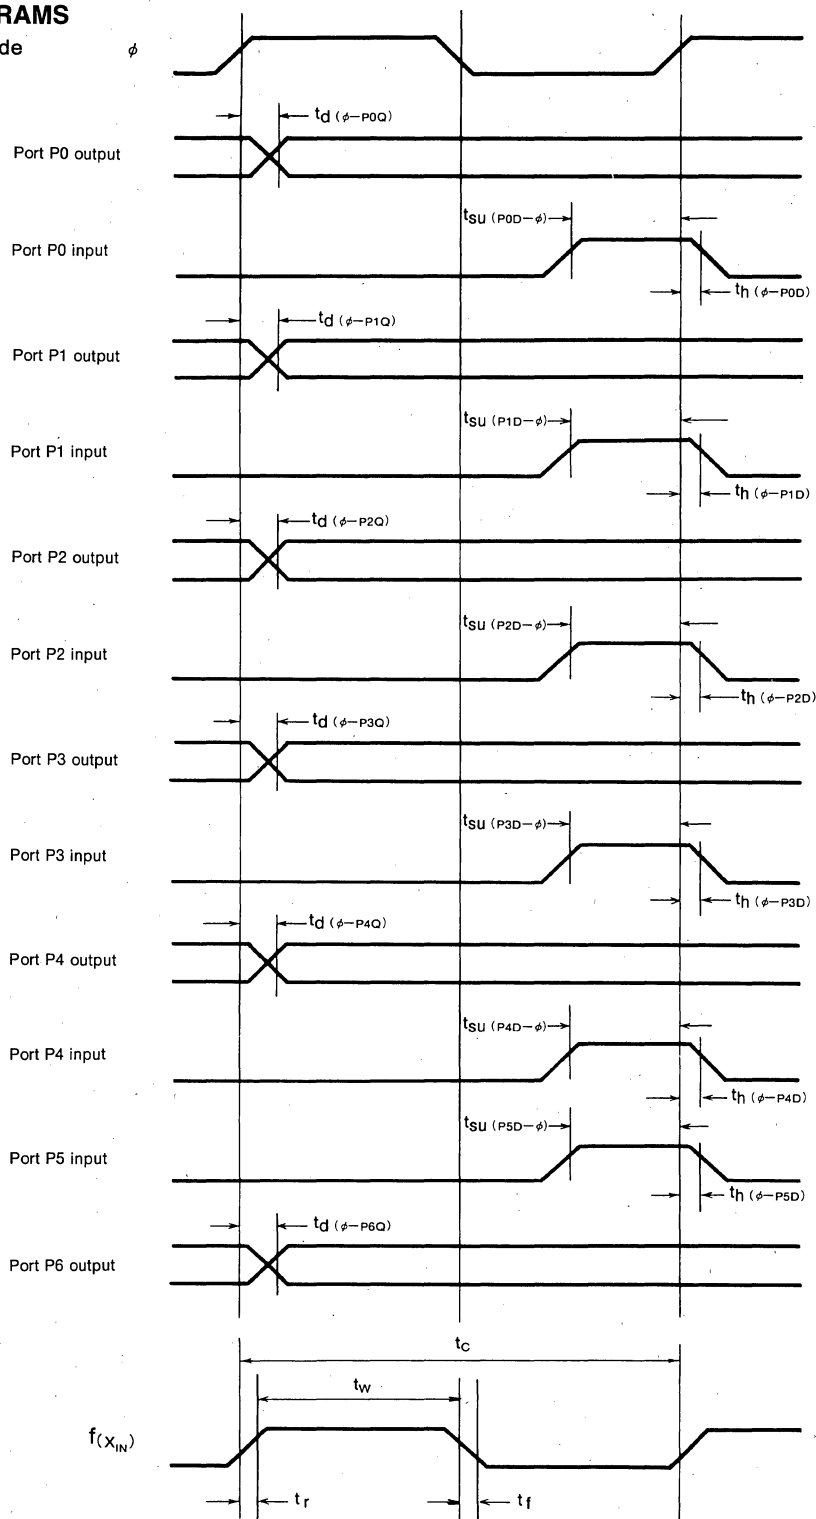 RAMS
de φ
td (φ−P0Q)
Port P0 output
tsu (P0D−φ)
Port P0 input
th (φ−P0D)
td (φ−P1Q)
Port P1 output
tsu (P1D−φ)
Port P1 input
th (φ−P1D)
td (φ−P2Q)
Port P2 output
tsu (P2D−φ)
Port P2 input
th (φ−P2D)
td (φ−P3Q)
Port P3 output
tsu (P3D−φ)
Port P3 input
th (φ−P3D)
td (φ−P4Q)
Port P4 output
tsu (P4D−φ)
Port P4 input
th (φ−P4D)
tsu (P5D−φ)
Port P5 input
th (φ−P5D)
td (φ−P6Q)
Port P6 output
tC
tW
f(XIN)
tr tf